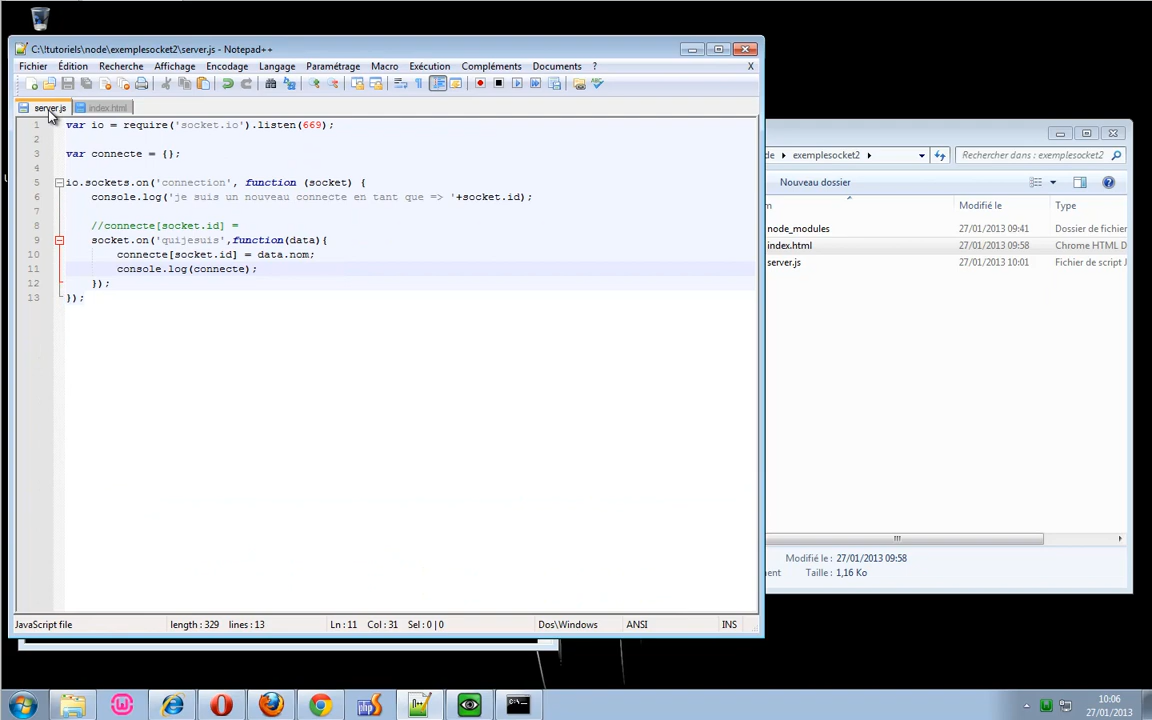 C:\!tutoriels\node\exemplesocket2\server.js - Notepad++
Fichier Édition Recherche Affichage Encodage Langage Paramétrage Macro Exécution Compléments Documents ? X
server.js index.html
1 var io = require('socket.io').listen(669);
2
3 var connecte = {};
4
5 io.sockets.on('connection', function (socket) {
6 console.log('je suis un nouveau connecte en tant que => '+socket.id);
7
8 //connecte[socket.id] =
9 socket.on('quijesuis',function(data){
10 connecte[socket.id] = data.nom;
11 console.log(connecte);
12 });
13 });
JavaScript file length : 329 lines : 13 Ln : 11 Col : 31 Sel : 0 | 0 Dos\Windows ANSI INS
de exemplesocket2 Rechercher dans : exemplesocket2
Nouveau dossier
m Modifié le Type
node_modules 27/01/2013 09:41 Dossier de fichier
index.html 27/01/2013 09:58 Chrome HTML D
server.js 27/01/2013 10:01 Fichier de script J
Modifié le : 27/01/2013 09:58
ment Taille : 1,16 Ko
10:06
27/01/2013